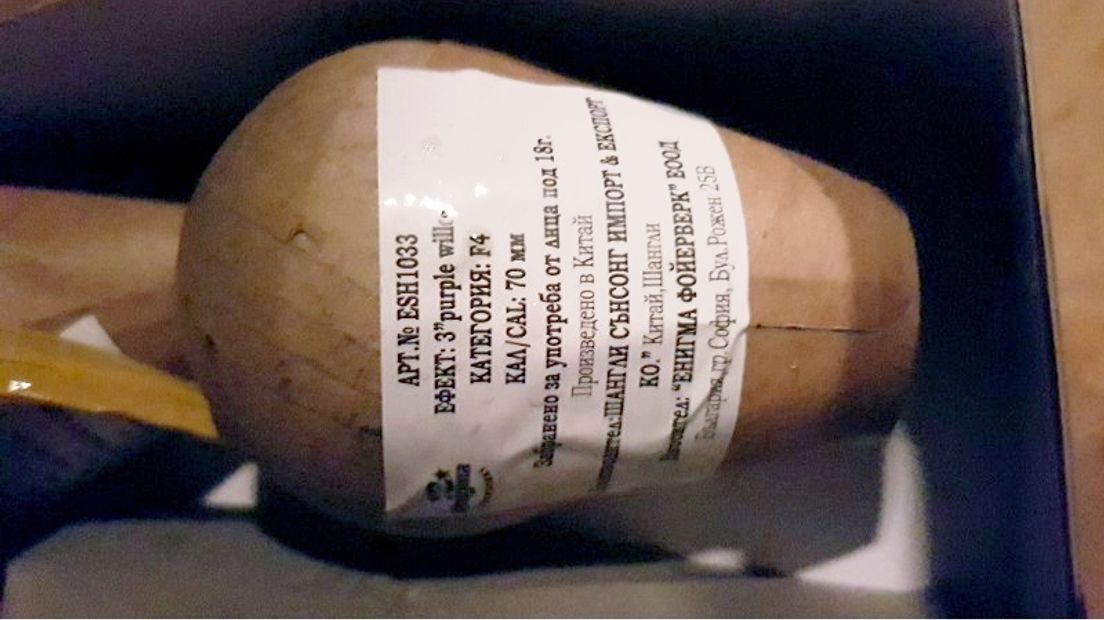 АРТ.№ ESH1033
ЕФЕКТ: 3"purple
КАТЕГОРИЯ: F4
КАЛ/CAL: 70 мм
Забранено за употреба от лица под 18г.
Произведено в Китай
ШАНГЛИ СЪНСОНГ ИМПОРТ & ЕКСПОРТ
КО." Китай,Шангли
"ЕНИГМА ФОЙЕРВЕРК" ЕООД
България,гр.София, Бул.Рожен 25В